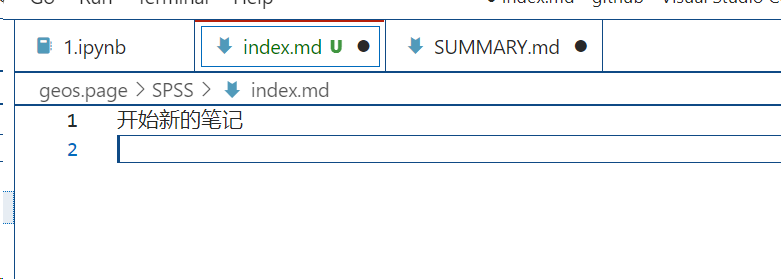 Go Run Terminal Help
index.md - github - Visual Studio C
1.ipynb index.md U SUMMARY.md
geos.page > SPSS > index.md
1 开始新的笔记
2